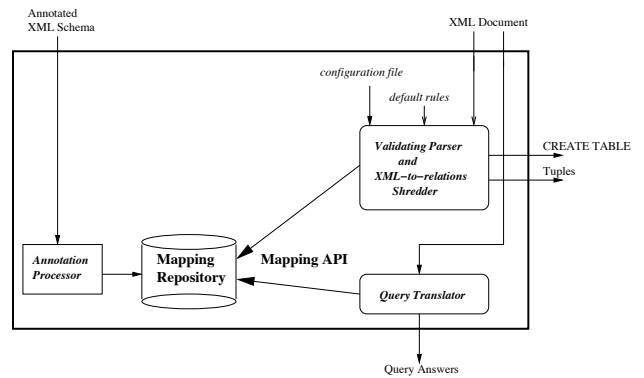 Annotated
XML Schema
XML Document
configuration file
default rules
Validating Parser
and
XML-to-relations
Shredder
CREATE TABLE
Tuples
Annotation
Processor
Mapping
Repository
Mapping API
Query Translator
Query Answers